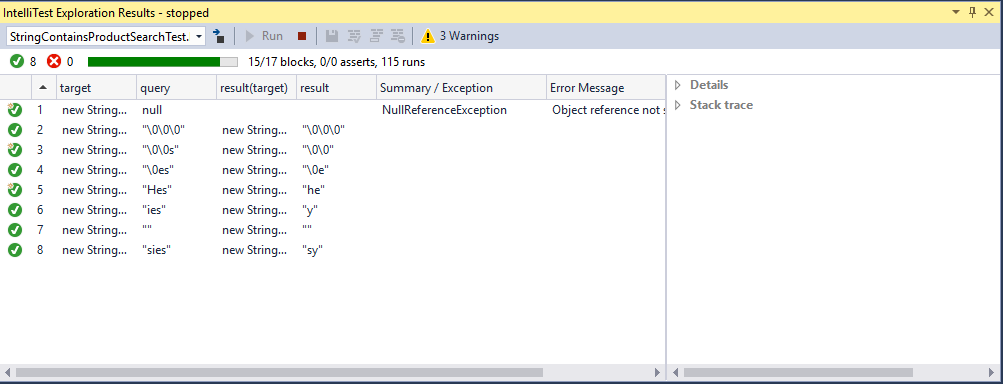 IntelliTest Exploration Results - stopped
StringContainsProductSearchTest. Run 3 Warnings
8 0 15/17 blocks, 0/0 asserts, 115 runs
target query result(target) result Summary / Exception Error Message Details
1 new String... null NullReferenceException Object reference not s Stack trace
2 new String... "\0\0\0" new String... "\0\0\0"
3 new String... "\0\0s" new String... "\0\0"
4 new String... "\0es" new String... "\0e"
5 new String... "Hes" new String... "he"
6 new String... "ies" new String... "y"
7 new String... "" new String... ""
8 new String... "sies" new String... "sy"